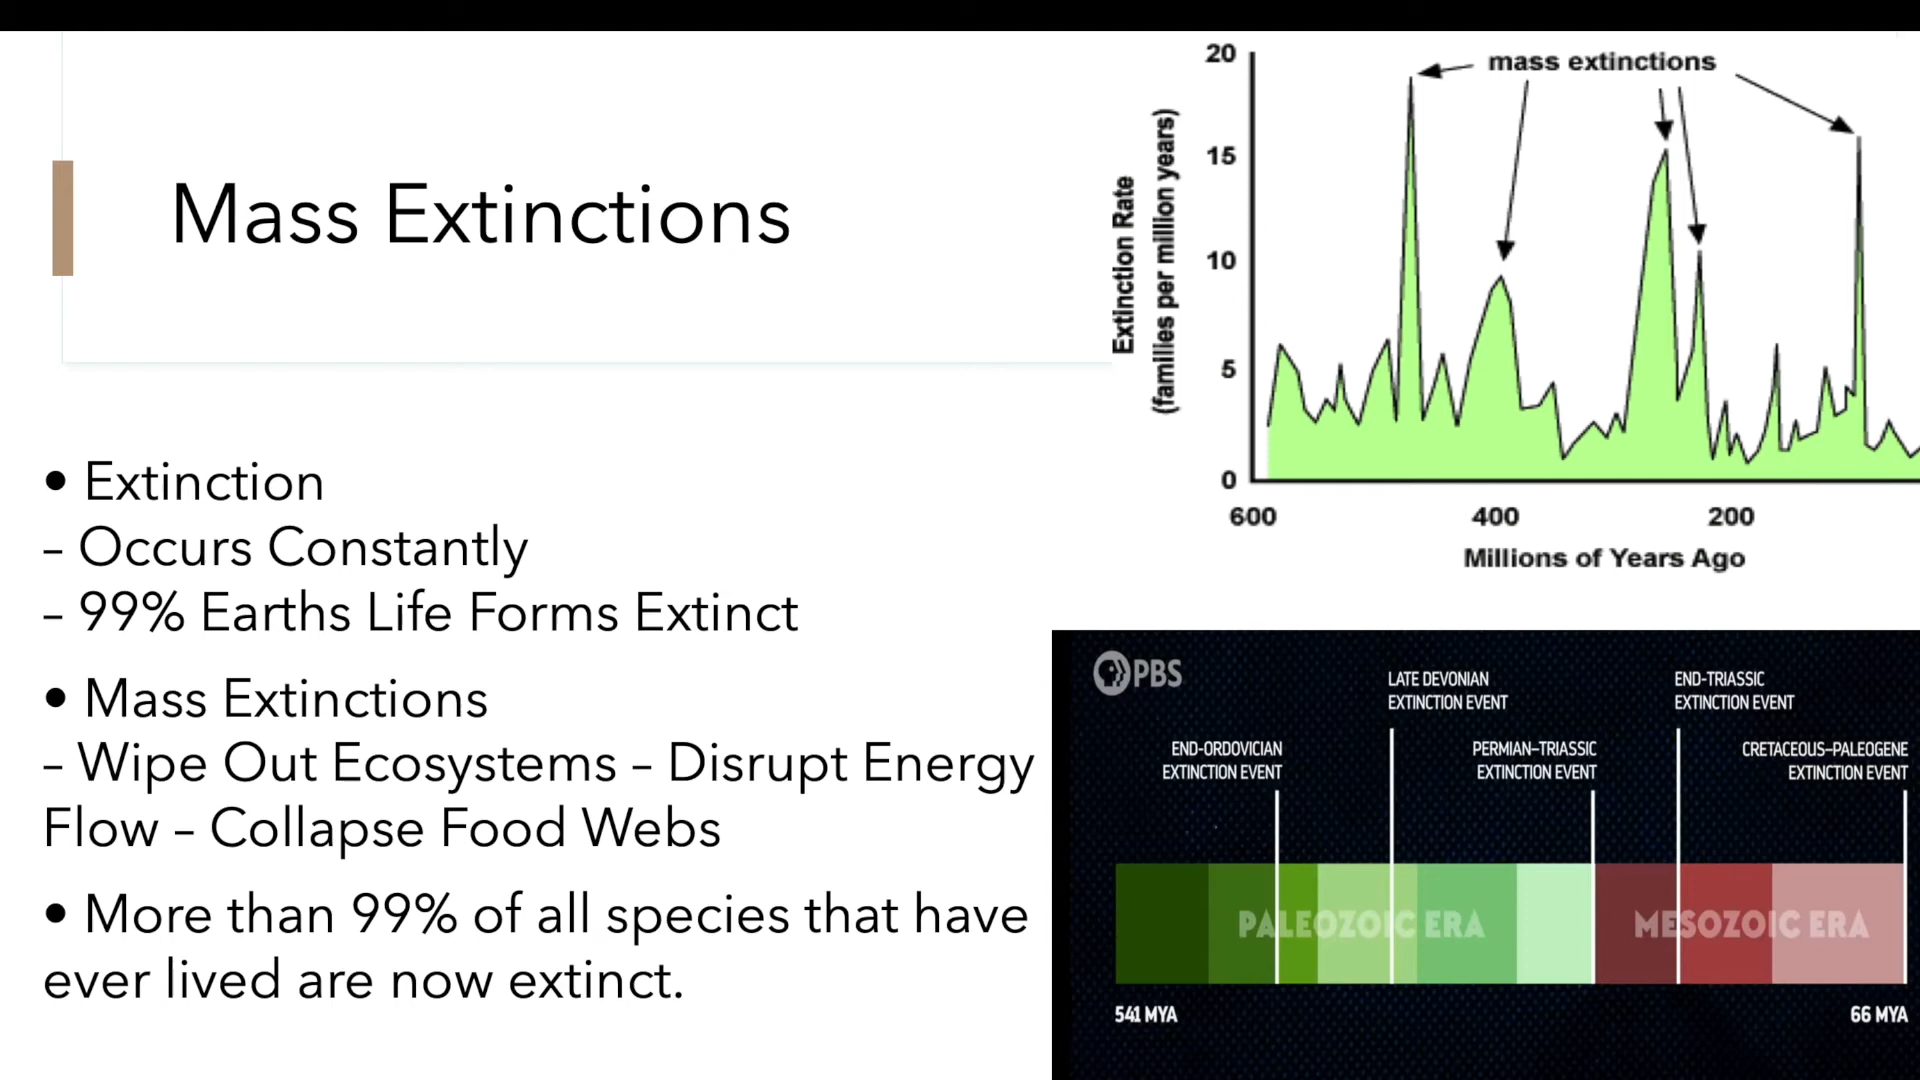 Mass Extinctions
• Extinction
– Occurs Constantly
– 99% Earths Life Forms Extinct
• Mass Extinctions
– Wipe Out Ecosystems – Disrupt Energy
Flow – Collapse Food Webs
• More than 99% of all species that have
ever lived are now extinct.
mass extinctions
Extinction Rate
(families per million years)
20
15
10
5
0
600 400 200
Millions of Years Ago
PBS
LATE DEVONIAN
EXTINCTION EVENT
END-TRIASSIC
EXTINCTION EVENT
END-ORDOVICIAN
EXTINCTION EVENT
PERMIAN–TRIASSIC
EXTINCTION EVENT
CRETACEOUS–PALEOGENE
EXTINCTION EVENT
PALEOZOIC ERA
MESOZOIC ERA
541 MYA
66 MYA